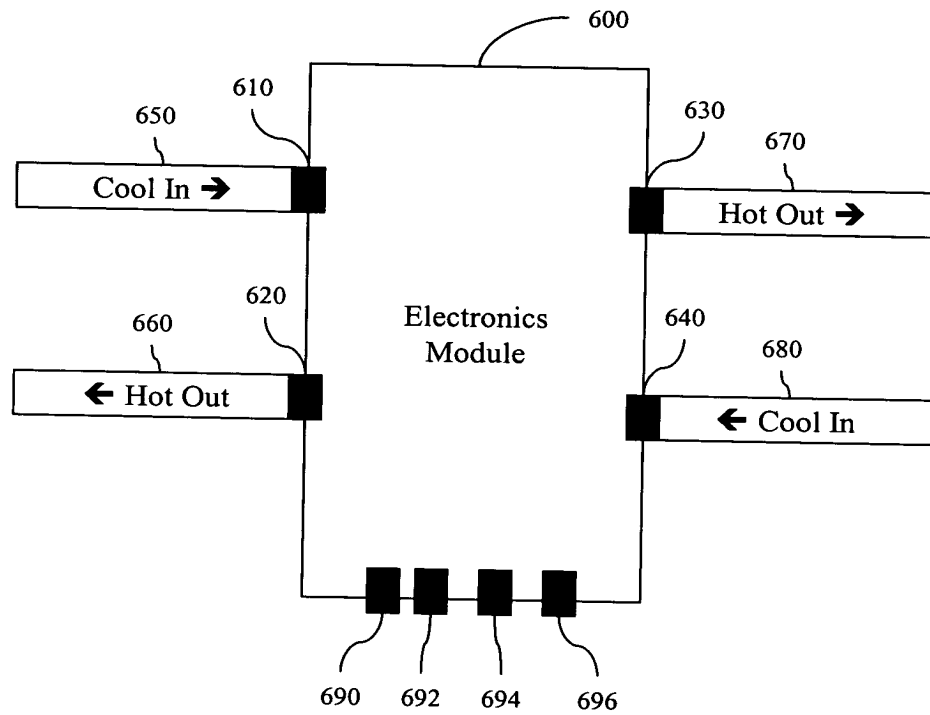 600
610
650
630
670
Cool In →
Hot Out →
620
660
Electronics
Module
640
680
← Hot Out
← Cool In
690
692
694
696